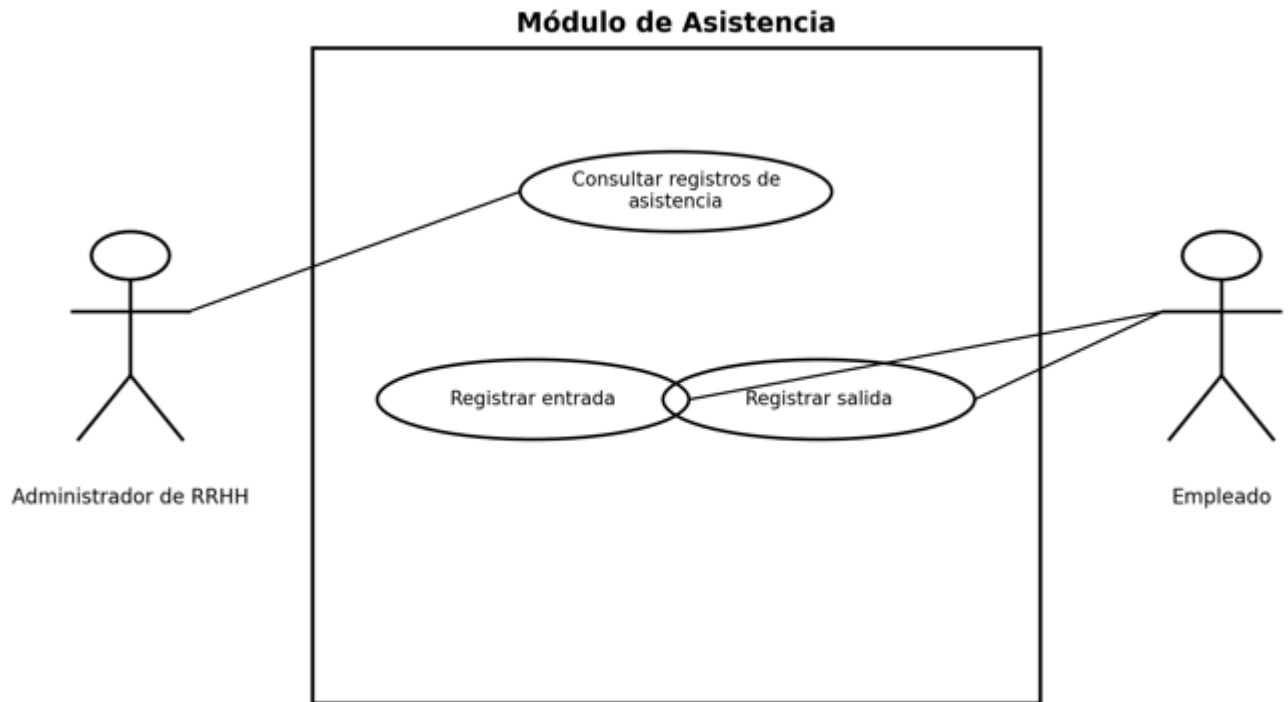 Módulo de Asistencia
Consultar registros de
asistencia
Registrar entrada
Registrar salida
Administrador de RRHH
Empleado